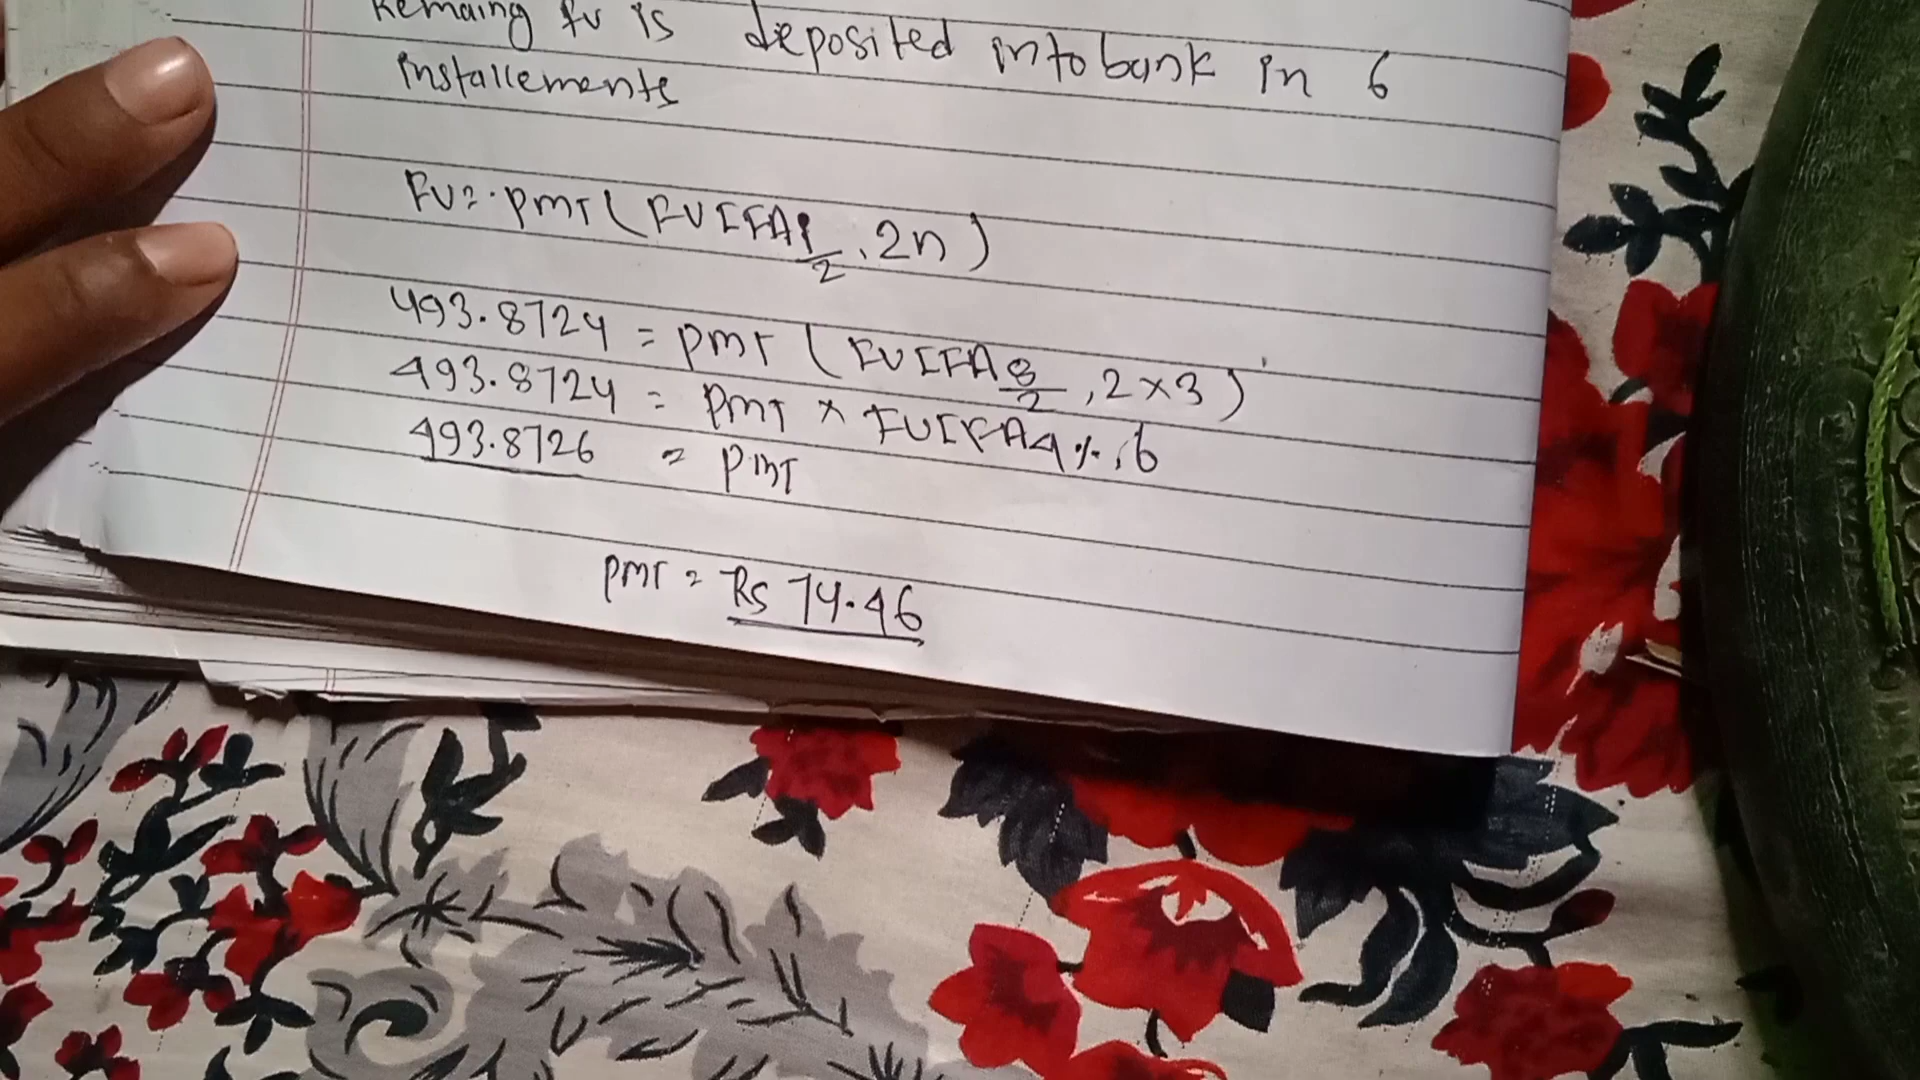 Remaing fv is deposited into bank in 6
installements
FV = PMT ( FVIFA i/2 , 2n )
493.8724 = PMT ( FVIFA 8/2 , 2×3 )
493.8724 = PMT × FVIFA 4% , 6
493.8726 = PMT
PMT = Rs 74.46